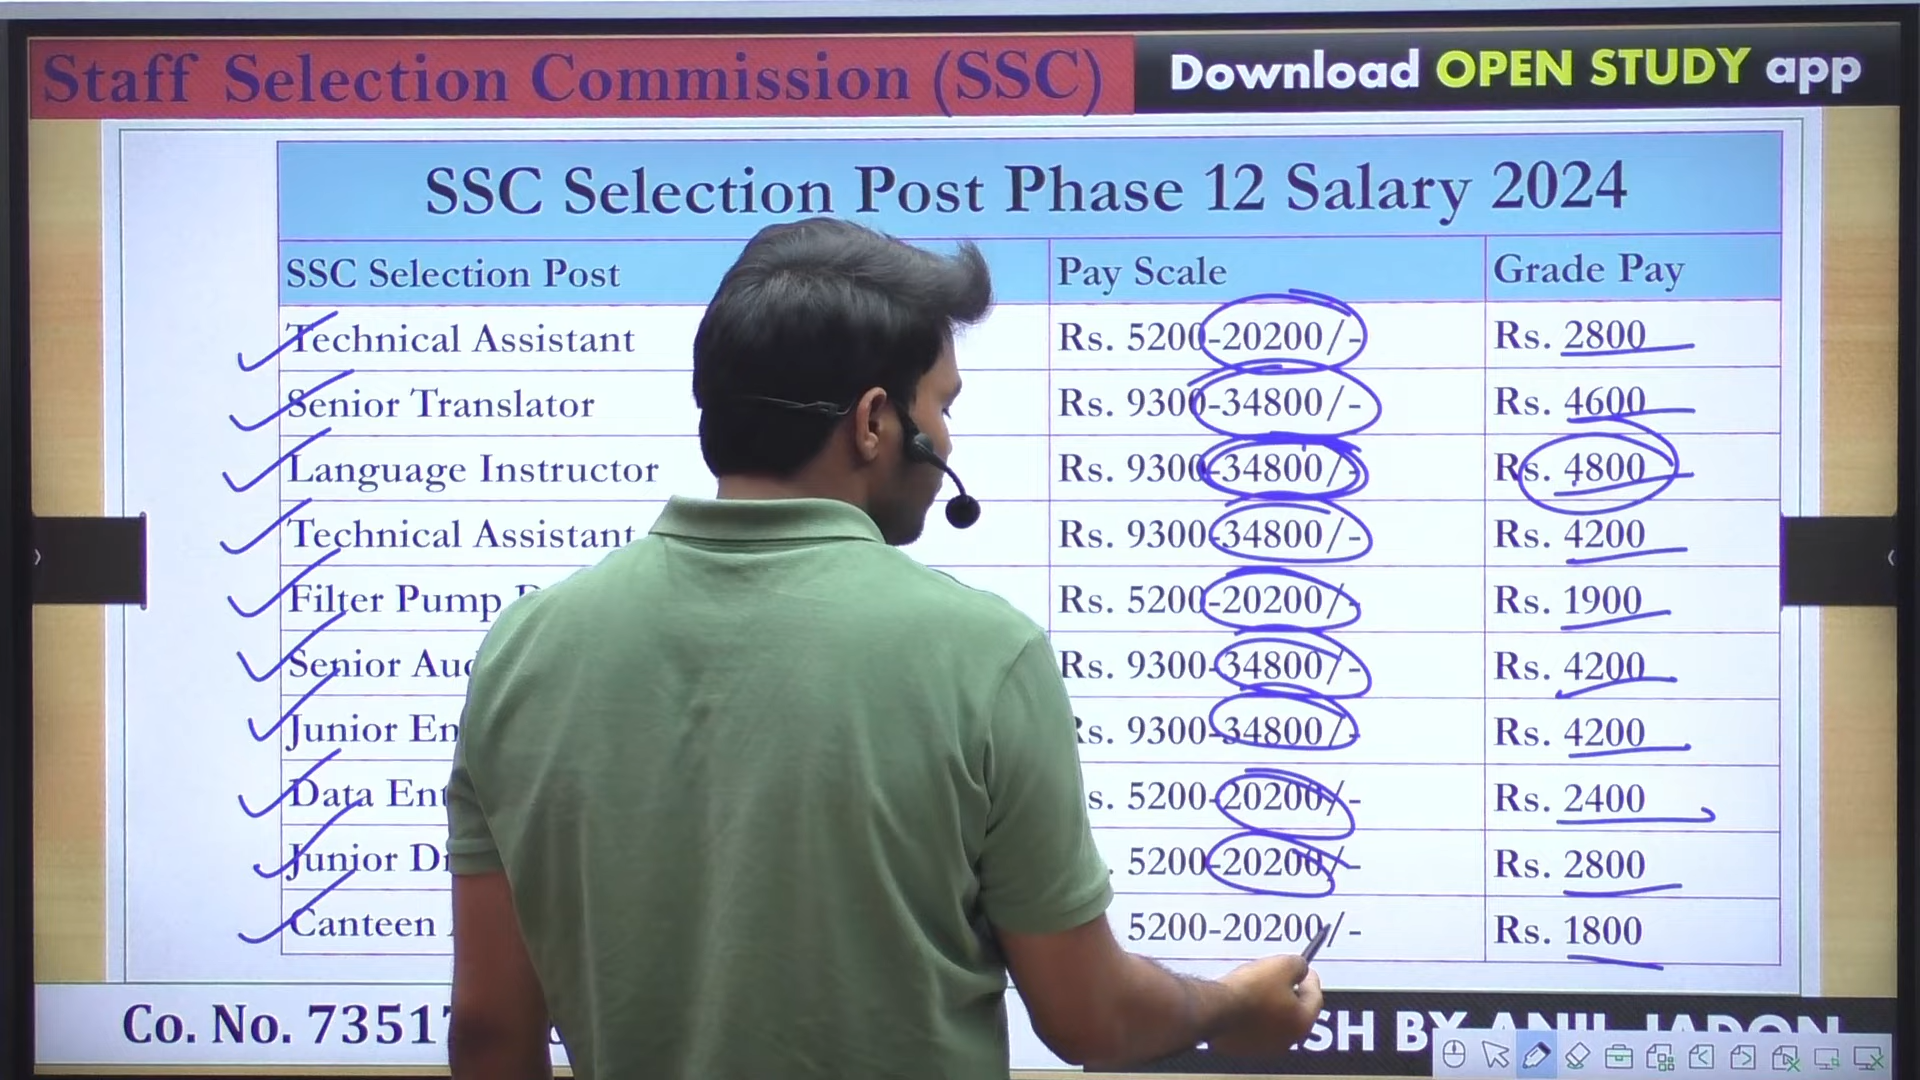 Staff Selection Commission (SSC) Download OPEN STUDY app
SSC Selection Post Phase 12 Salary 2024
SSC Selection Post Pay Scale Grade Pay
Technical Assistant Rs. 5200-20200/- Rs. 2800
Senior Translator Rs. 9300-34800/- Rs. 4600
Language Instructor Rs. 9300-34800/- Rs. 4800
Technical Assistant Rs. 9300-34800/- Rs. 4200
Filter Pump Rs. 5200-20200/- Rs. 1900
Senior Rs. 9300-34800/- Rs. 4200
Junior Rs. 9300-34800/- Rs. 4200
Data 5200-20200/- Rs. 2400
Junior 5200-20200/- Rs. 2800
Canteen 5200-20200/- Rs. 1800
Co. No. BY ANIL JADON